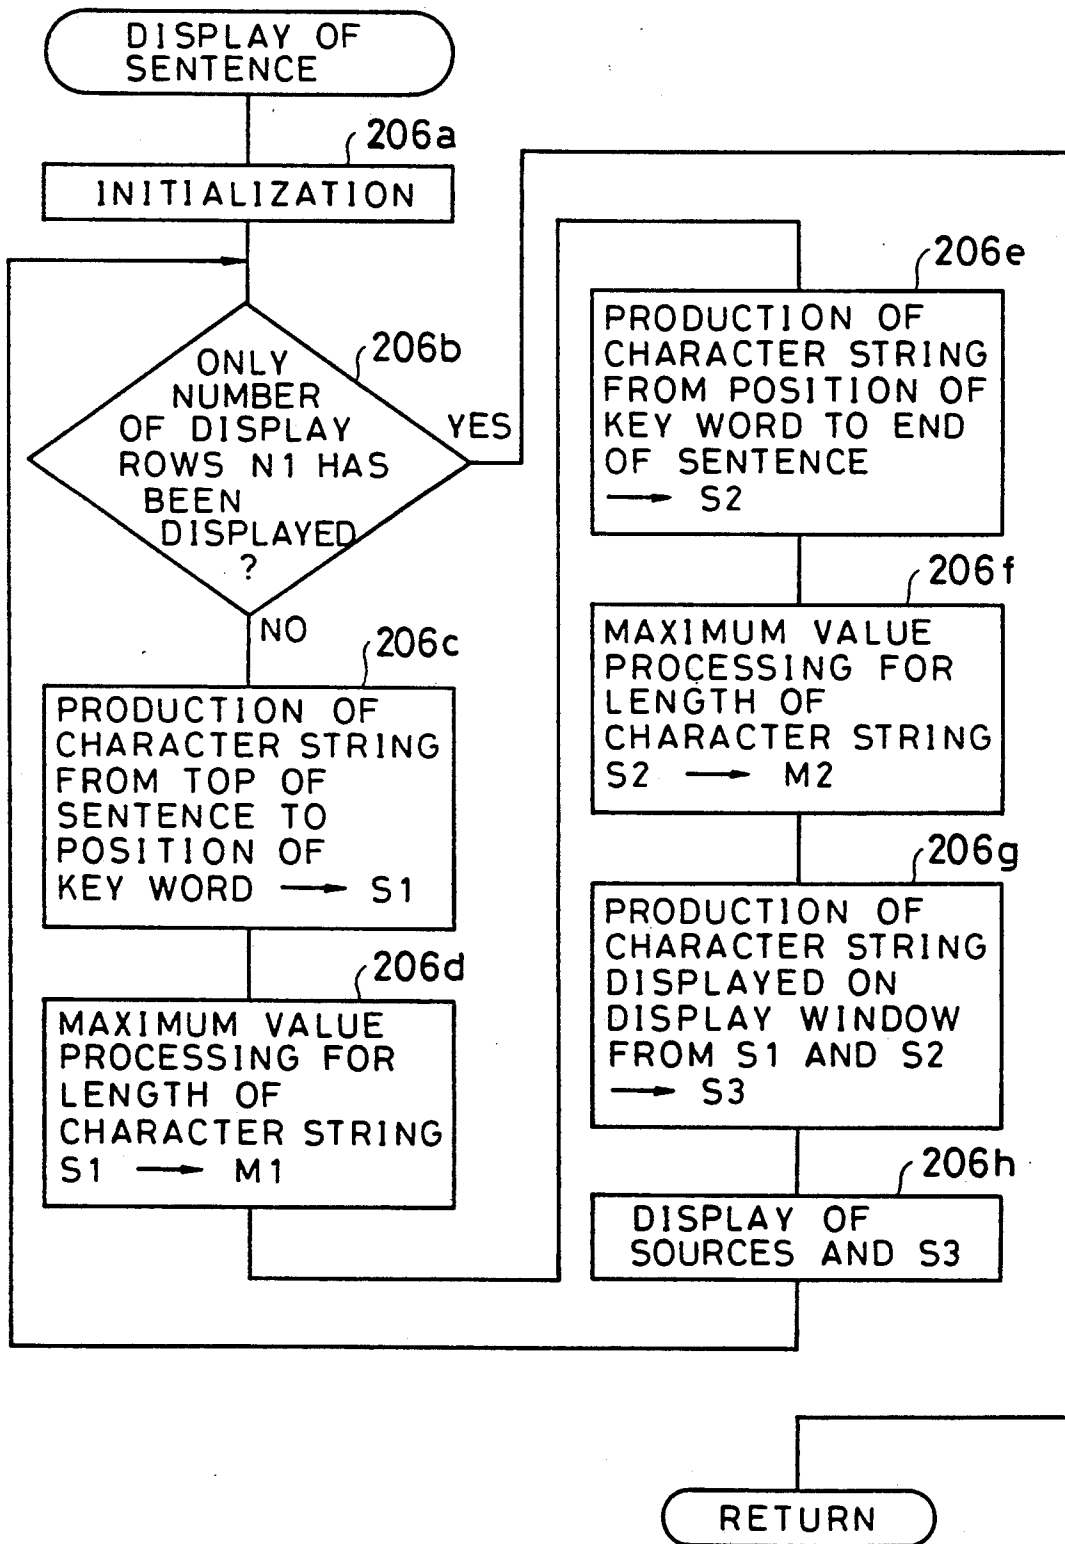 DISPLAY OF
SENTENCE
206a
INITIALIZATION
206b
ONLY
NUMBER
OF DISPLAY
ROWS N1 HAS
BEEN
DISPLAYED
?
YES
NO
206c
PRODUCTION OF
CHARACTER STRING
FROM TOP OF
SENTENCE TO
POSITION OF
KEY WORD ⟶ S1
206d
MAXIMUM VALUE
PROCESSING FOR
LENGTH OF
CHARACTER STRING
S1 ⟶ M1
206e
PRODUCTION OF
CHARACTER STRING
FROM POSITION OF
KEY WORD TO END
OF SENTENCE
⟶ S2
206f
MAXIMUM VALUE
PROCESSING FOR
LENGTH OF
CHARACTER STRING
S2 ⟶ M2
206g
PRODUCTION OF
CHARACTER STRING
DISPLAYED ON
DISPLAY WINDOW
FROM S1 AND S2
⟶ S3
206h
DISPLAY OF
SOURCES AND S3
RETURN